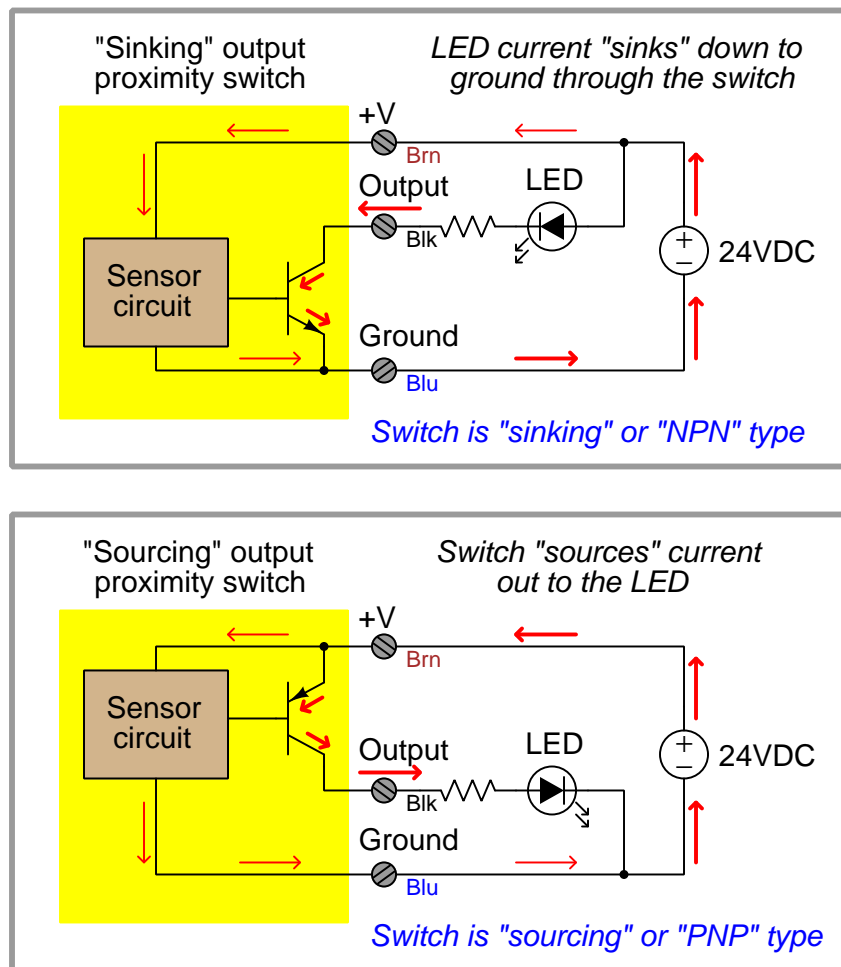 "Sinking" output
proximity switch
LED current "sinks" down to
ground through the switch
+V
Brn
Output
LED
Blk
+
−
24VDC
Sensor
circuit
Ground
Blu
Switch is "sinking" or "NPN" type
"Sourcing" output
proximity switch
Switch "sources" current
out to the LED
+V
Brn
Sensor
circuit
Output
LED
Blk
+
−
24VDC
Ground
Blu
Switch is "sourcing" or "PNP" type